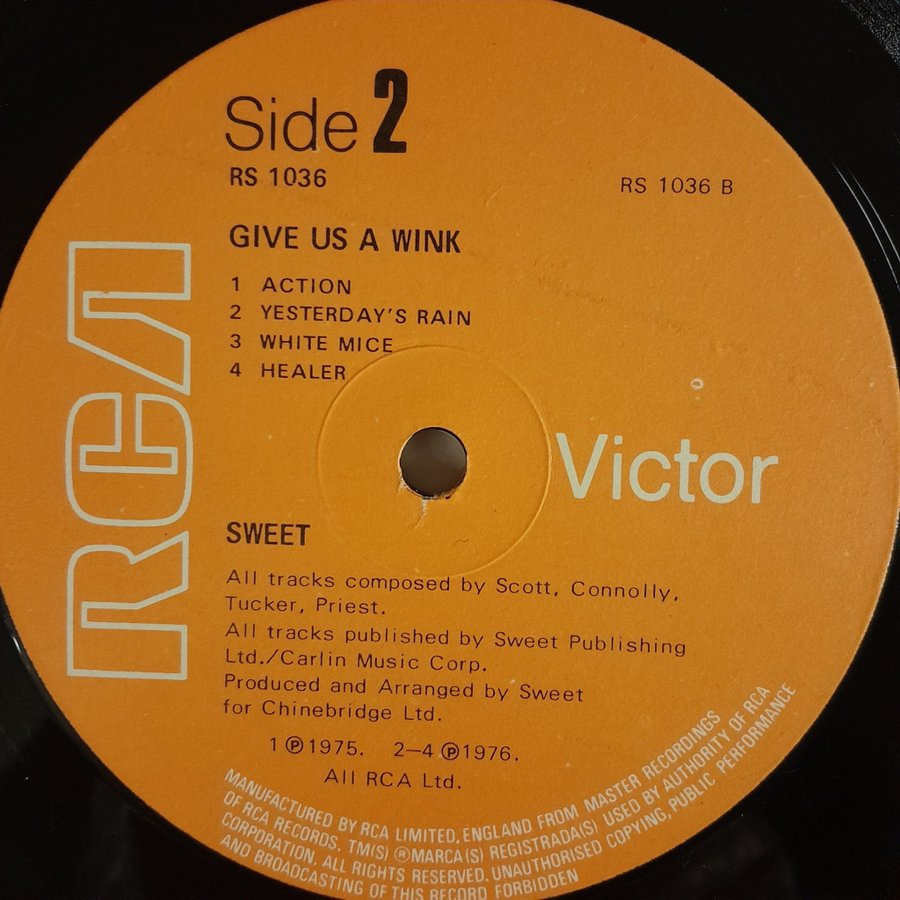 Side 2
RS 1036
RS 1036 B
GIVE US A WINK
1 ACTION
2 YESTERDAY'S RAIN
3 WHITE MICE
4 HEALER
RCA
Victor
SWEET
All tracks composed by Scott, Connolly,
Tucker, Priest.
All tracks published by Sweet Publishing
Ltd./Carlin Music Corp.
Produced and Arranged by Sweet
for Chinebridge Ltd.
1 ℗ 1975. 2–4 ℗ 1976.
All RCA Ltd.
MANUFACTURED BY RCA LIMITED, ENGLAND FROM MASTER RECORDINGS
OF RCA RECORDS. TM(S) ® MARCA(S) REGISTRADA(S) USED BY AUTHORITY OF RCA
CORPORATION. ALL RIGHTS RESERVED. UNAUTHORISED COPYING, PUBLIC PERFORMANCE
AND BROADCASTING OF THIS RECORD FORBIDDEN